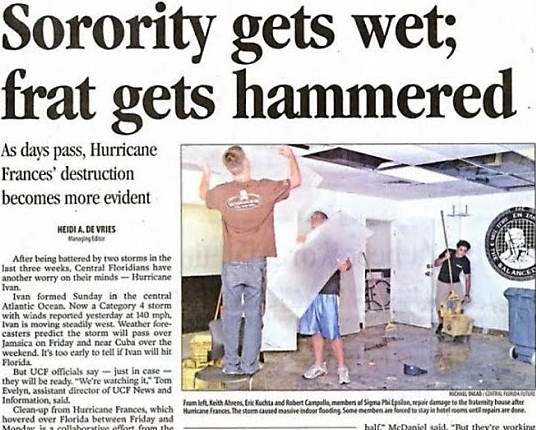 Sorority gets wet;
frat gets hammered
As days pass, Hurricane
Frances' destruction
becomes more evident
HEIDI A. DE VRIES
Managing Editor
After being battered by two storms in the
last three weeks, Central Floridians have
another worry on their minds — Hurricane
Ivan.
Ivan formed Sunday in the central
Atlantic Ocean. Now a Category 4 storm
with winds reported yesterday at 140 mph,
Ivan is moving steadily west. Weather fore-
casters predict the storm will pass over
Jamaica on Friday and near Cuba over the
weekend. It's too early to tell if Ivan will hit
Florida.
But UCF officials say — just in case —
they will be ready. "We're watching it," Tom
Evelyn, assistant director of UCF News and
Information, said.
Clean-up from Hurricane Frances, which
hovered over Florida between Friday and
Monday, is a collaborative effort from the
MICHAEL SNEAD / CENTRAL FLORIDA FUTURE
From left, Keith Ahrens, Eric Kuchta and Robert Campollo, members of Sigma Phi Epsilon, repair damage to the fraternity house after
Hurricane Frances. The storm caused massive indoor flooding. Some members are forced to stay in hotel rooms until repairs are done.
half," McDaniel said. "But they're working
BALANCED